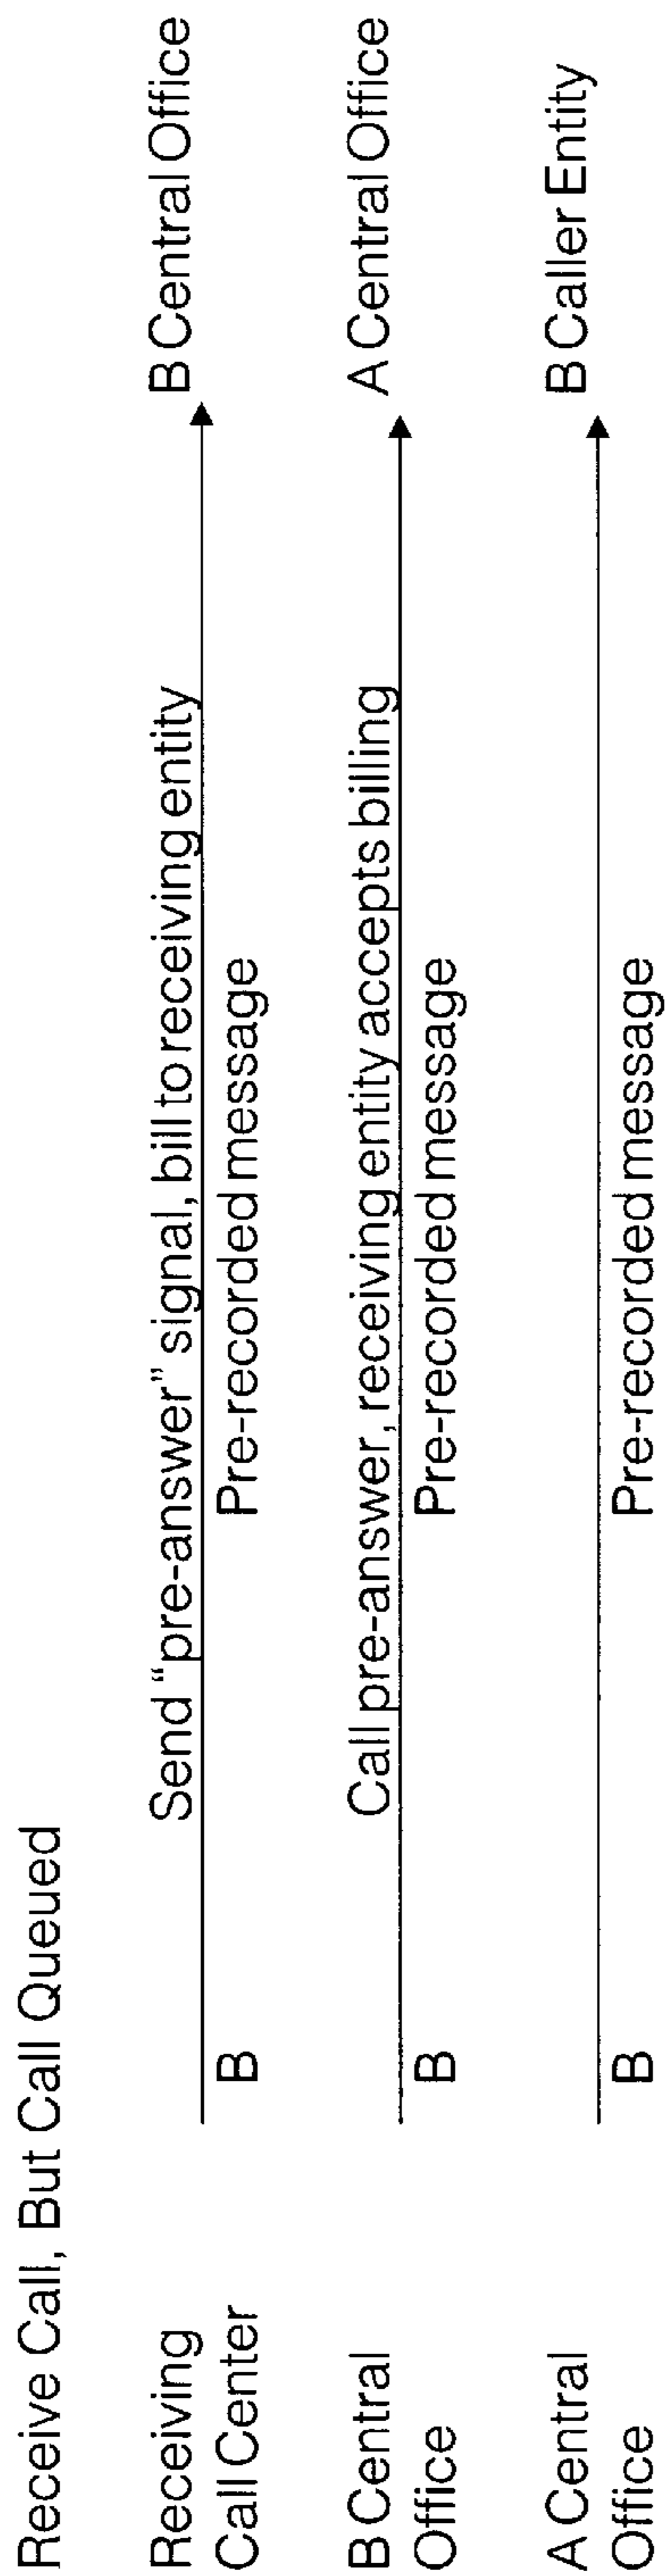 Receive Call, But Call Queued
Receiving
Call Center
Send "pre-answer" signal, bill to receiving entity
B
Pre-recorded message
B Central Office
B Central
Office
Call pre-answer, receiving entity accepts billing
B
Pre-recorded message
A Central Office
A Central
Office
B
Pre-recorded message
B Caller Entity